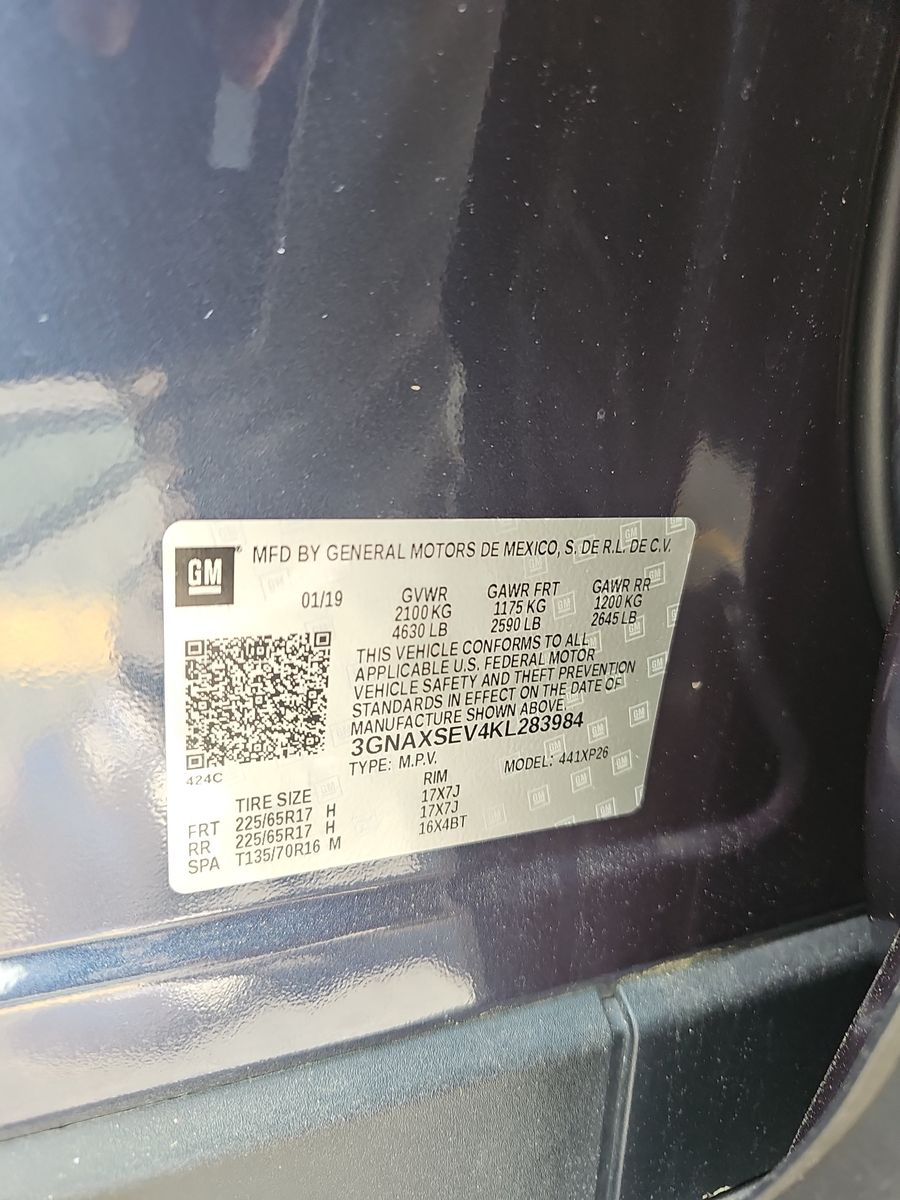 GM® MFD BY GENERAL MOTORS DE MEXICO, S. DE R.L. DE C.V.
01/19 GVWR GAWR FRT GAWR RR
2100 KG 1175 KG 1200 KG
4630 LB 2590 LB 2645 LB
THIS VEHICLE CONFORMS TO ALL
APPLICABLE U.S. FEDERAL MOTOR
VEHICLE SAFETY AND THEFT PREVENTION
STANDARDS IN EFFECT ON THE DATE OF
MANUFACTURE SHOWN ABOVE.
3GNAXSEV4KL283984
TYPE: M.P.V. MODEL: 441XP26
424C
TIRE SIZE RIM
FRT 225/65R17 H 17X7J
RR 225/65R17 H 17X7J
SPA T135/70R16 M 16X4BT